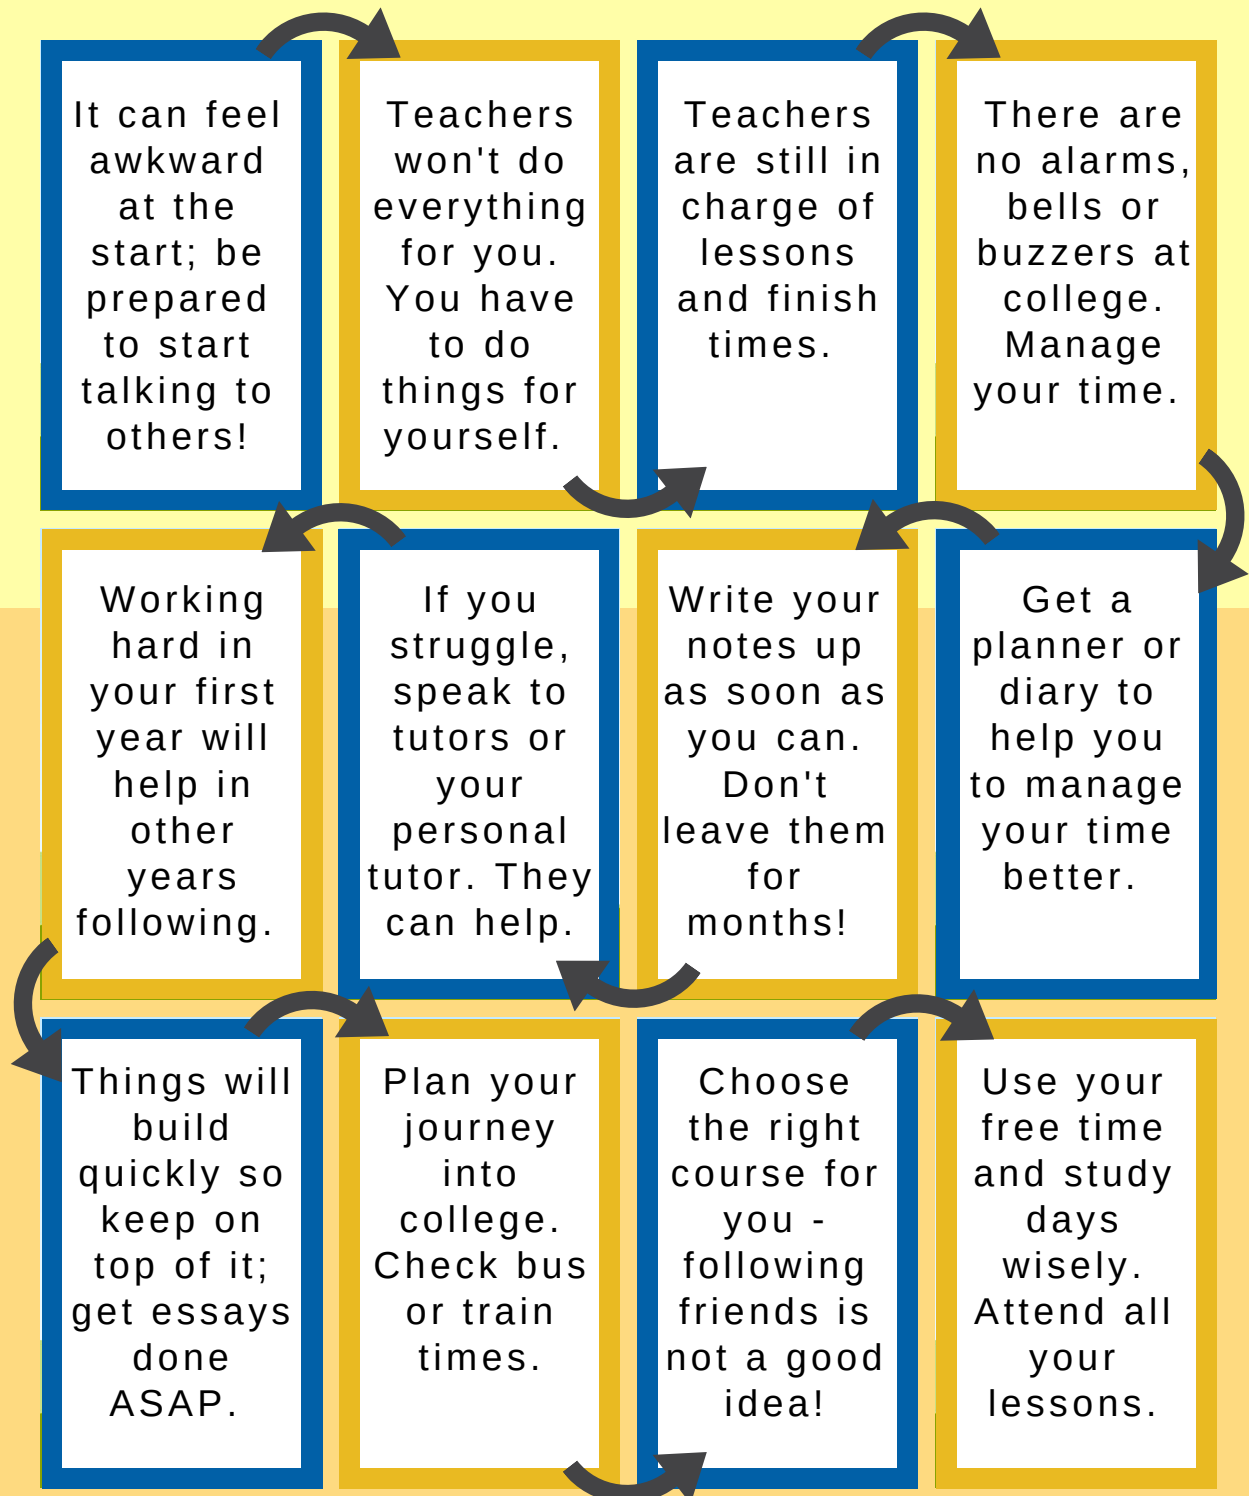 It can feel
awkward
at the
start; be
prepared
to start
talking to
others!
Teachers
won't do
everything
for you.
You have
to do
things for
yourself.
Teachers
are still in
charge of
lessons
and finish
times.
There are
no alarms,
bells or
buzzers at
college.
Manage
your time.
Get a
planner or
diary to
help you
to manage
your time
better.
Write your
notes up
as soon as
you can.
Don't
leave them
for
months!
If you
struggle,
speak to
tutors or
your
personal
tutor. They
can help.
Working
hard in
your first
year will
help in
other
years
following.
Things will
build
quickly so
keep on
top of it;
get essays
done
ASAP.
Plan your
journey
into
college.
Check bus
or train
times.
Choose
the right
course for
you -
following
friends is
not a good
idea!
Use your
free time
and study
days
wisely.
Attend all
your
lessons.